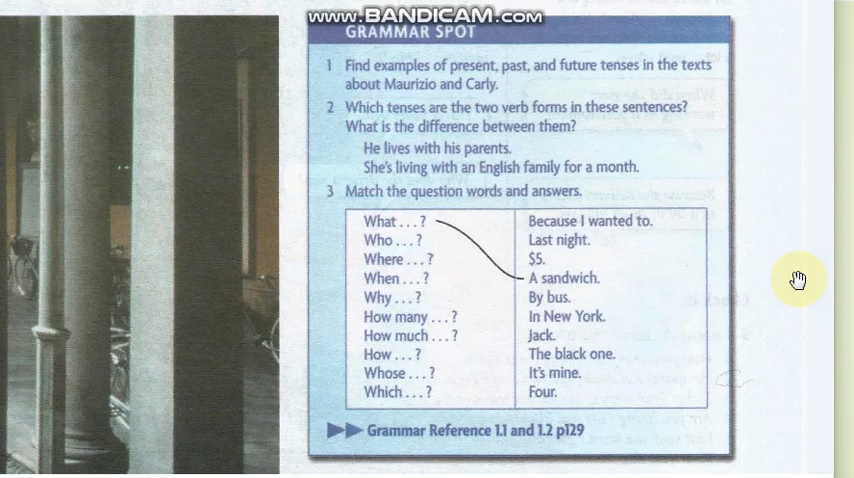 www.BANDICAM.com
GRAMMAR SPOT
1 Find examples of present, past, and future tenses in the texts
about Maurizio and Carly.
2 Which tenses are the two verb forms in these sentences?
What is the difference between them?
He lives with his parents.
She's living with an English family for a month.
3 Match the question words and answers.
What . . . ? Because I wanted to.
Who . . . ? Last night.
Where . . . ? $5.
When . . . ? A sandwich.
Why . . . ? By bus.
How many . . . ? In New York.
How much . . . ? Jack.
How . . . ? The black one.
Whose . . . ? It's mine.
Which . . . ? Four.
Grammar Reference 1.1 and 1.2 p129